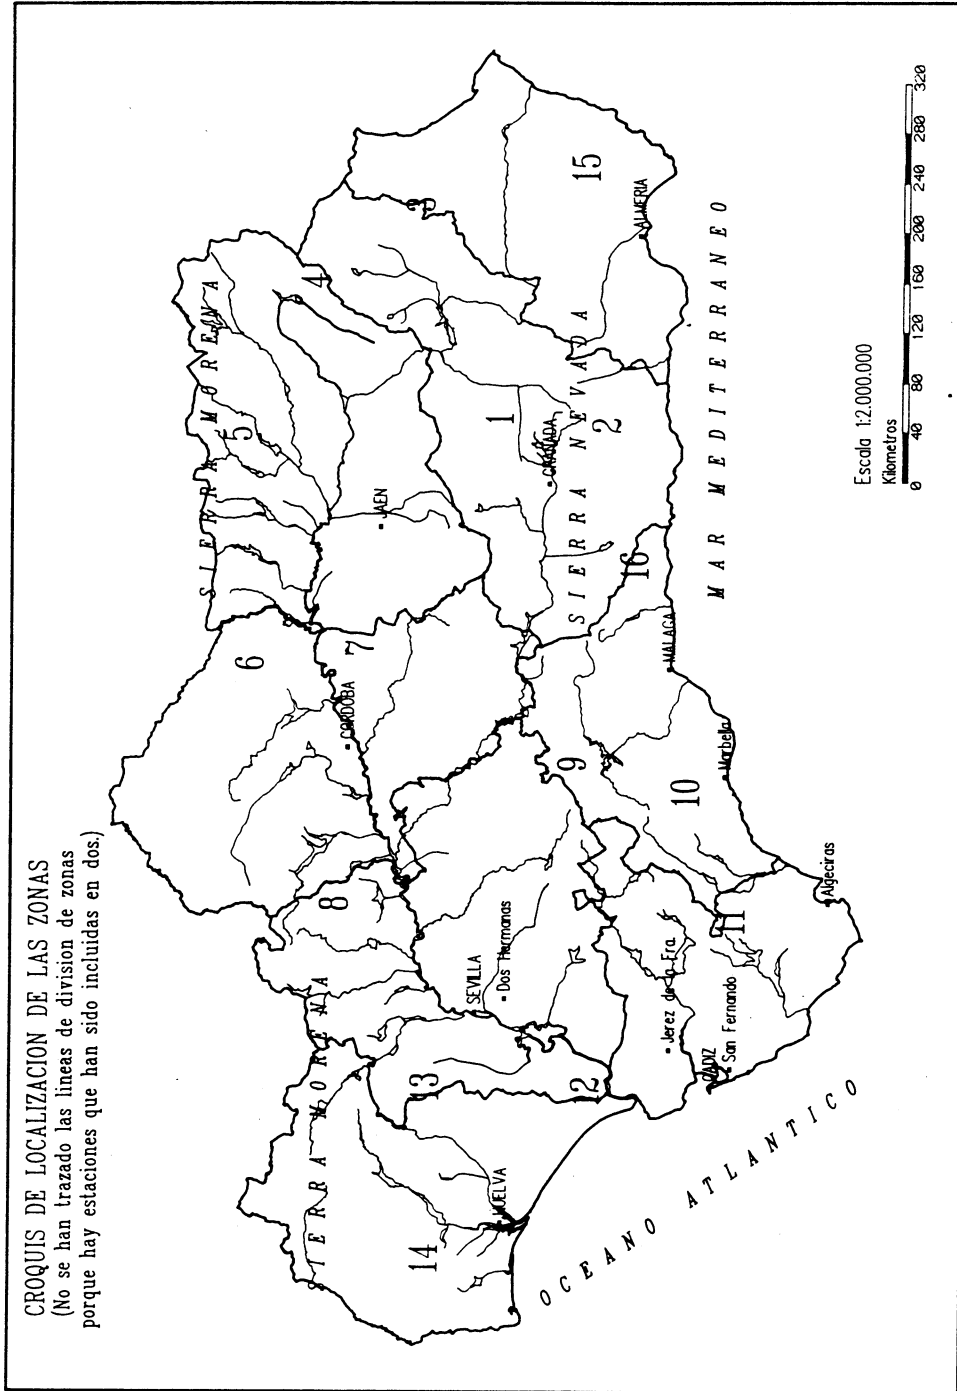 CROQUIS DE LOCALIZACION DE LAS ZONAS
(No se han trazado las lineas de division de zonas
porque hay estaciones que han sido incluidas en dos.)
SIERRA MORENA
SIERRA MORENA
6
5
4
8
7
CORDOBA
JAEN
3
14
13
SEVILLA
Dos Hermanas
HUELVA
1
GRANADA
SIERRA NEVADA
2
15
ALMERIA
12
9
16
Jerez de la Fra.
10
MALAGA
CADIZ
San Fernando
11
Marbella
Algeciras
OCEANO ATLANTICO
MAR MEDITERRANEO
Escala 1:2.000.000
Kilometros
0 40 80 120 160 200 240 280 320